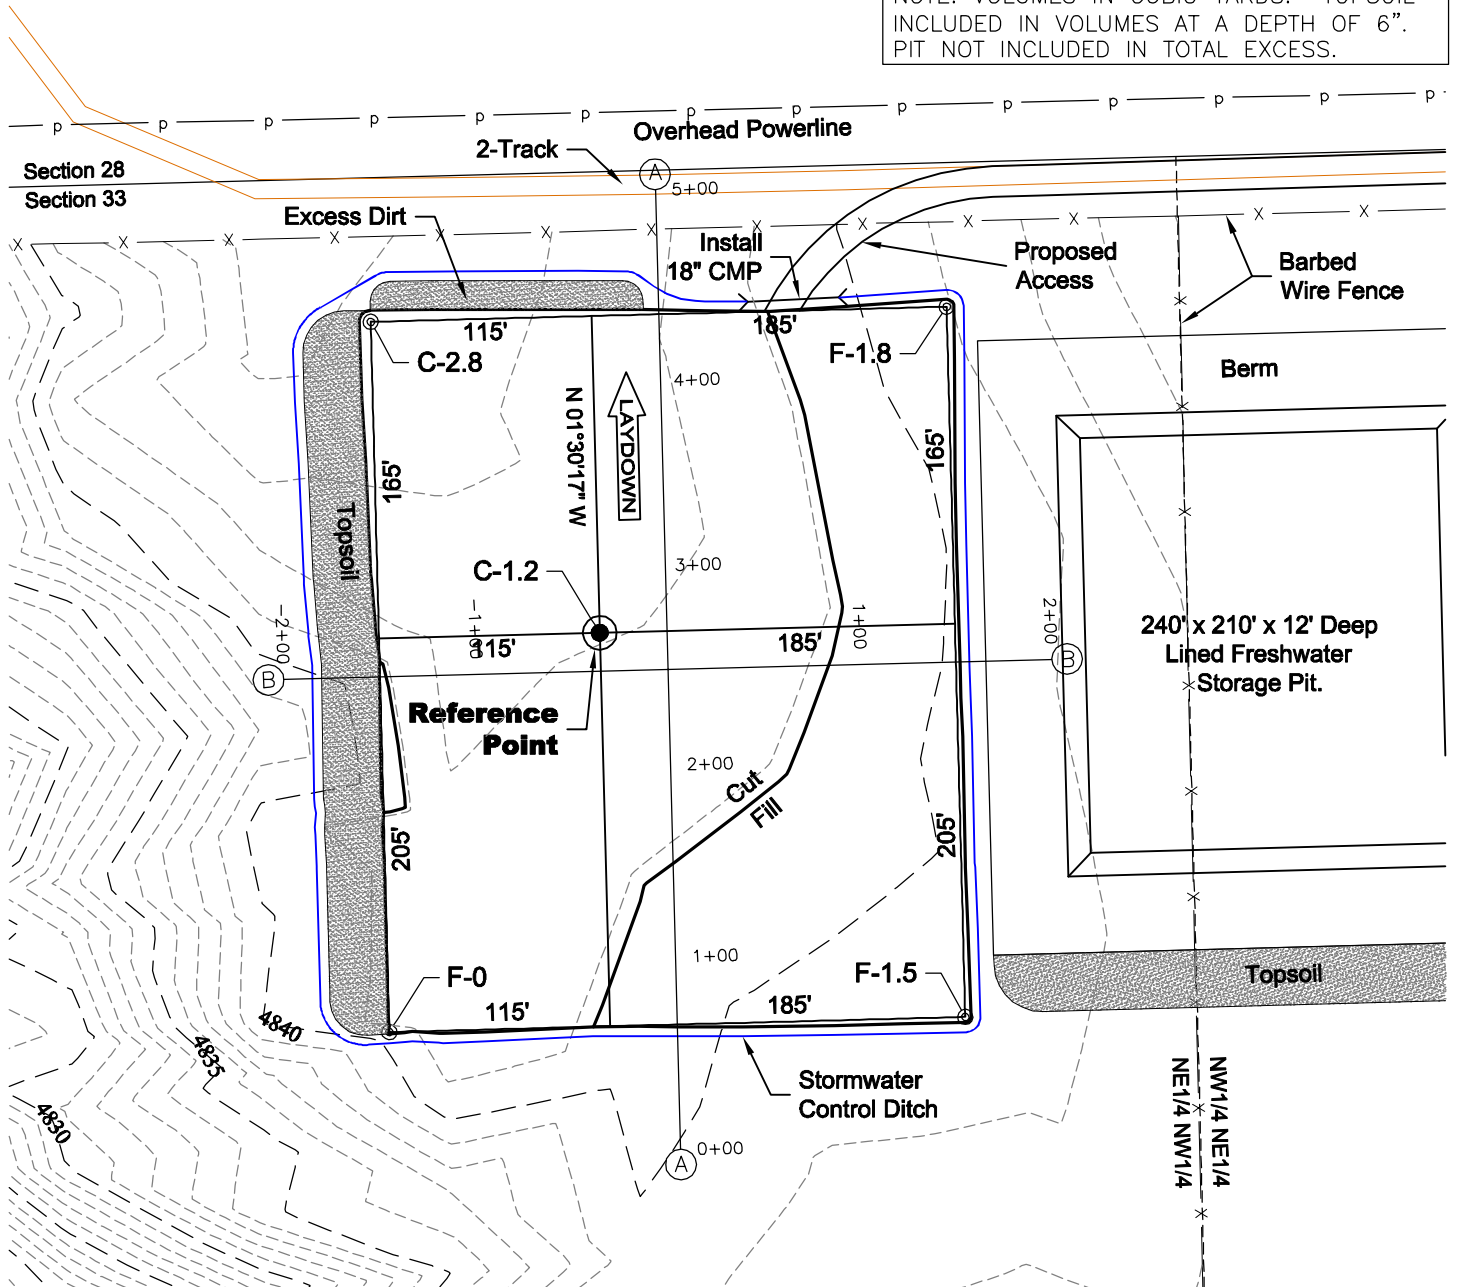 INCLUDED IN VOLUMES AT A DEPTH OF 6”.
PIT NOT INCLUDED IN TOTAL EXCESS.
p p p p p p p p p p p p p p
Overhead Powerline
2-Track
Section 28
Section 33
A
5+00
Excess Dirt
X X X X X X X X X X X X X
Install
18" CMP
Proposed
Access
Barbed
Wire Fence
115'
185'
C-2.8
F-1.8
4+00
Berm
N 01°30'17" W
LAYDOWN
165'
165'
Topsoil
3+00
C-1.2
-2+00
-1+00
1+00
2+00
115'
185'
B
B
240' x 210' x 12' Deep
Lined Freshwater
Storage Pit.
Reference
Point
2+00
Cut
Fill
205'
205'
1+00
F-0
F-1.5
Topsoil
115'
185'
4840
4835
4830
Stormwater
Control Ditch
NW1/4 NE1/4
NE1/4 NW1/4
0+00
A